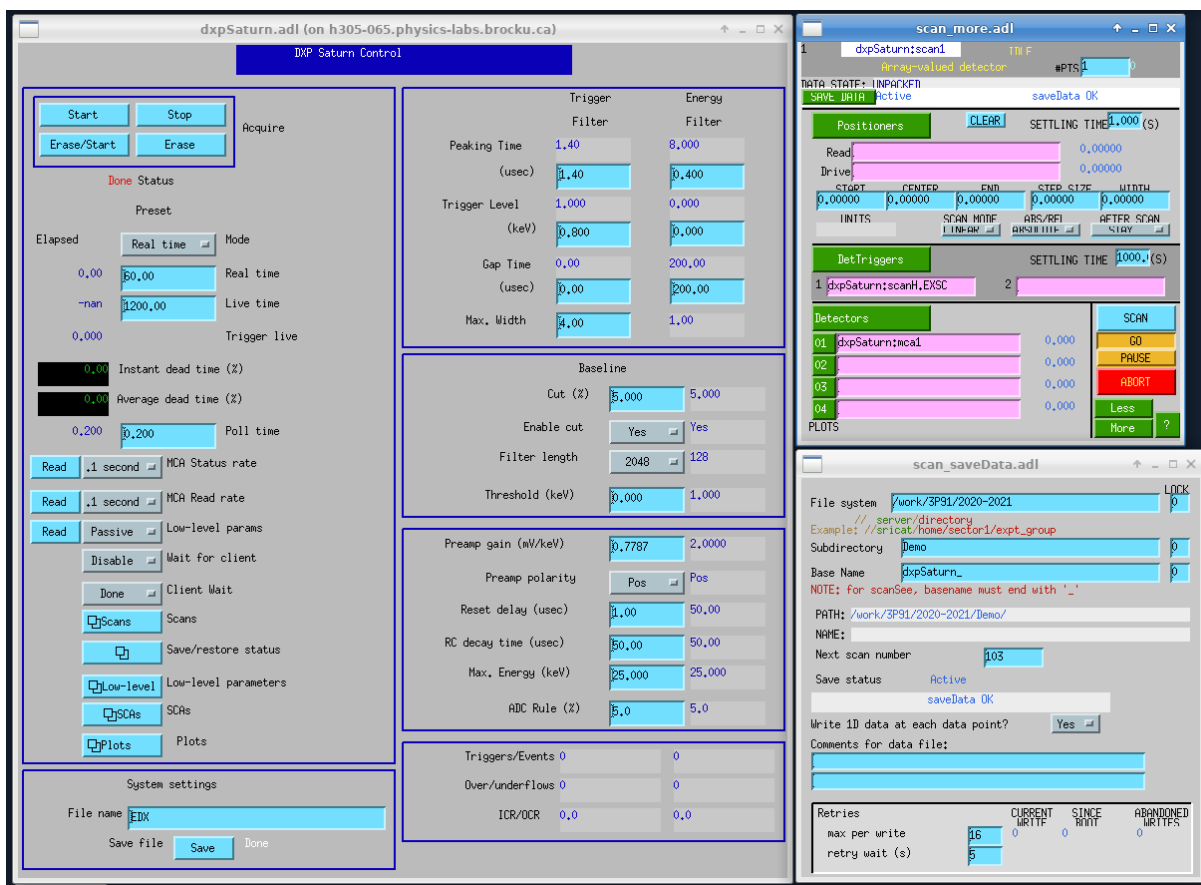 dxpSaturn.adl (on h305-065.physics-labs.brocku.ca)
DXP Saturn Control
Start Stop
Acquire
Erase/Start Erase
Done Status
Preset
Elapsed Real time Mode
0.00 60.00 Real time
-nan 1200.00 Live time
0.000 Trigger live
0.00 Instant dead time (%)
0.00 Average dead time (%)
0.200 0.200 Poll time
Read .1 second MCA Status rate
Read .1 second MCA Read rate
Read Passive Low-level params
Disable Wait for client
Done Client Wait
Scans Scans
Save/restore status
Low-level Low-level parameters
SCAs SCAs
Plots Plots
System settings
File name EDX
Save file Save Done
Trigger Energy
Filter Filter
Peaking Time 1.40 8.000
(usec) 1.40 0.400
Trigger Level 1.000 0.000
(keV) 0.800 0.000
Gap Time 0.00 200.00
(usec) 0.00 200.00
Max. Width 4.00 1.00
Baseline
Cut (%) 5.000 5.000
Enable cut Yes Yes
Filter length 2048 128
Threshold (keV) 0.000 1.000
Preamp gain (mV/keV) 0.7787 2.0000
Preamp polarity Pos Pos
Reset delay (usec) 1.00 50.00
RC decay time (usec) 50.00 50.00
Max. Energy (keV) 25.000 25.000
ADC Rule (%) 5.0 5.0
Triggers/Events 0 0
Over/underflows 0 0
ICR/OCR 0.0 0.0
scan_more.adl
1 dxpSaturn:scan1 IDLE
Array-valued detector #PTS 1 0
DATA STATE: UNPACKED
SAVE DATA Active saveData OK
Positioners CLEAR SETTLING TIME 1.000 (S)
Read 0.00000
Drive 0.00000
START CENTER END STEP SIZE WIDTH
0.00000 0.00000 0.00000 0.00000 0.00000
UNITS SCAN MODE ABS/REL AFTER SCAN
LINEAR ABSOLUTE STAY
DetTriggers SETTLING TIME 1000. (S)
1 dxpSaturn:scanH.EXSC 2
Detectors SCAN
01 dxpSaturn:mca1 0.000 GO
02 0.000 PAUSE
03 0.000 ABORT
04 0.000 Less
PLOTS More ?
scan_saveData.adl
LOCK
File system /work/3P91/2020-2021 0
// server/directory
Example: //sricat/home/sector1/expt_group
Subdirectory Demo 0
Base Name dxpSaturn_ 0
NOTE: for scanSee, basename must end with '_'
PATH: /work/3P91/2020-2021/Demo/
NAME:
Next scan number 103
Save status Active
saveData OK
Write 1D data at each data point? Yes
Comments for data file:
Retries CURRENT SINCE ABANDONED
WRITE BOOT WRITES
max per write 16 0 0 0
retry wait (s) 5